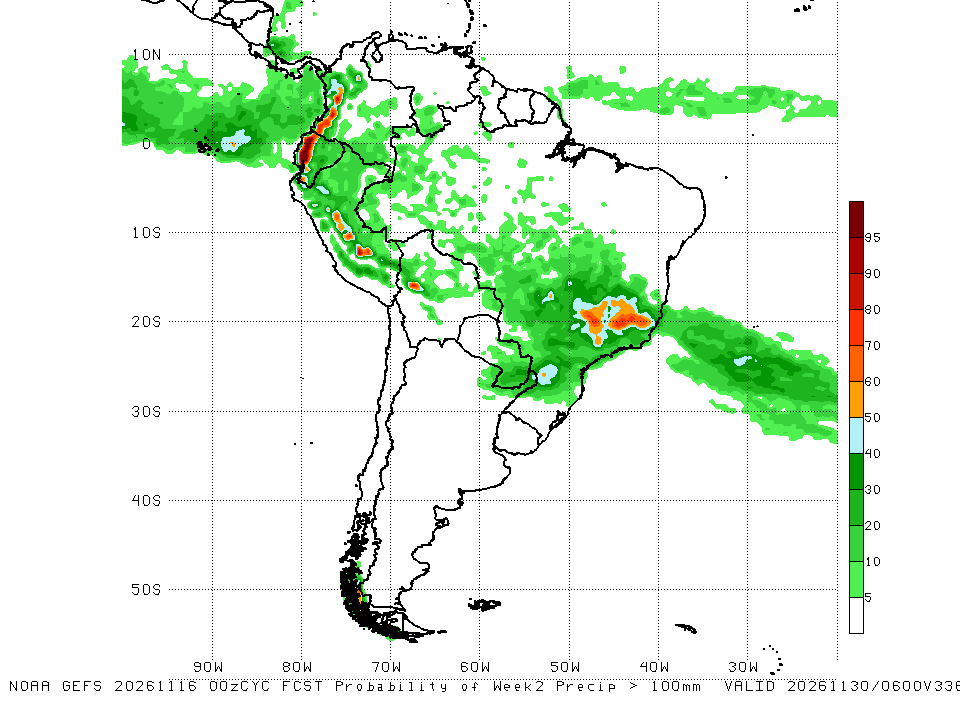 10N
0
10S
20S
30S
40S
50S
95
90
80
70
60
50
40
30
20
10
5
90W 80W 70W 60W 50W 40W 30W
NOAA GEFS 20261116 00zCYC FCST Probability of Week2 Precip > 100mm VALID 20261130/0600V336